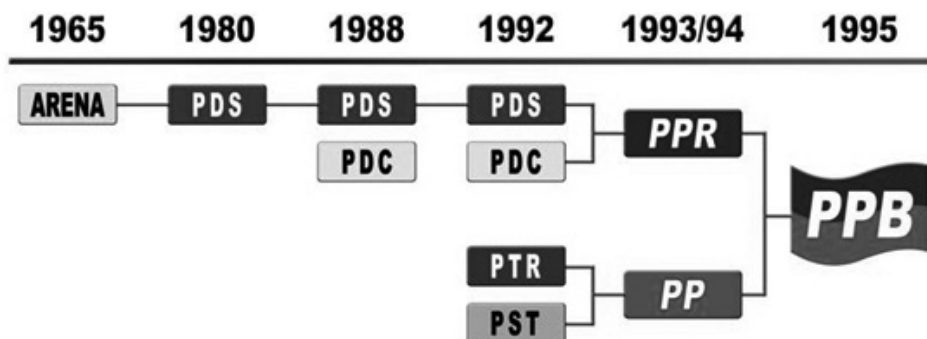 1965 1980 1988 1992 1993/94 1995
ARENA PDS PDS PDS
PPR
PDC PDC
PPB
PTR
PP
PST